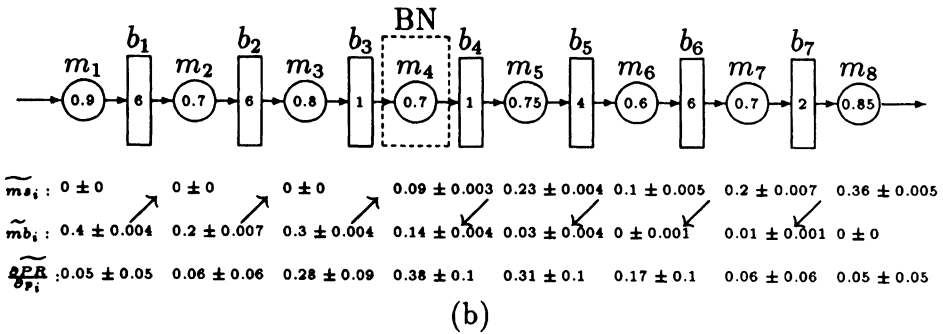 BN
b1 b2 b3 b4 b5 b6 b7
m1 m2 m3 m4 m5 m6 m7 m8
0.9 6 0.7 6 0.8 1 0.7 1 0.75 4 0.6 6 0.7 2 0.85
m̃s_i : 0 ± 0 0 ± 0 0 ± 0 0.09 ± 0.003 0.23 ± 0.004 0.1 ± 0.005 0.2 ± 0.007 0.36 ± 0.005
m̃b_i : 0.4 ± 0.004 0.2 ± 0.007 0.3 ± 0.004 0.14 ± 0.004 0.03 ± 0.004 0 ± 0.001 0.01 ± 0.001 0 ± 0
∂PR/∂p_i : 0.05 ± 0.05 0.06 ± 0.06 0.28 ± 0.09 0.38 ± 0.1 0.31 ± 0.1 0.17 ± 0.1 0.06 ± 0.06 0.05 ± 0.05
(b)